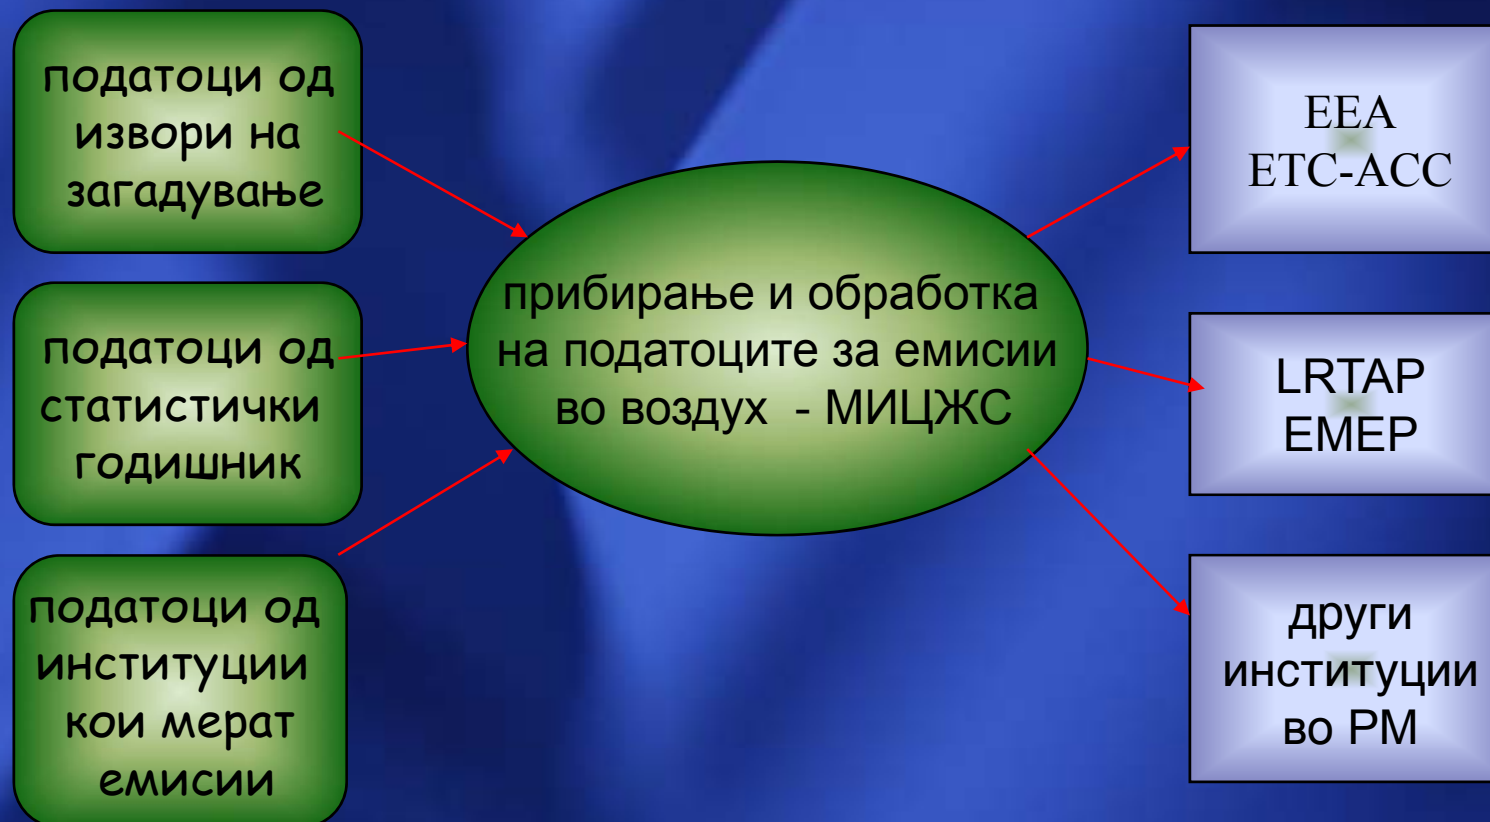 податоци од
извори на
загадување
податоци од
статистички
годишник
податоци од
институции
кои мерат
емисии
прибирање и обработка
на податоците за емисии
во воздух - МИЦЖС
EEA
ETC-ACC
LRTAP
EMEP
други
институции
во РМ